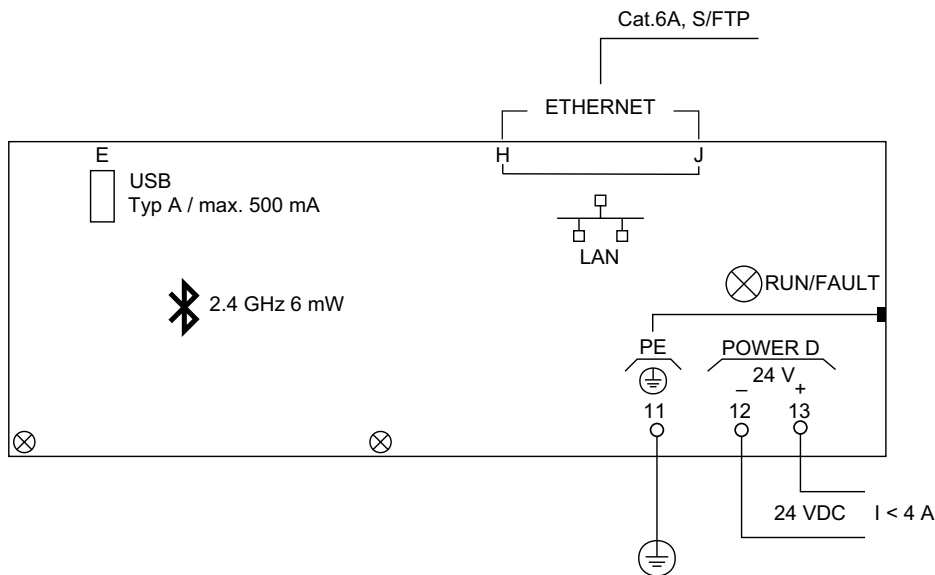 Cat.6A, S/FTP
ETHERNET
E
H
J
USB
Typ A / max. 500 mA
LAN
RUN/FAULT
2.4 GHz 6 mW
PE
POWER D
24 V
– +
11
12
13
24 VDC
I < 4 A